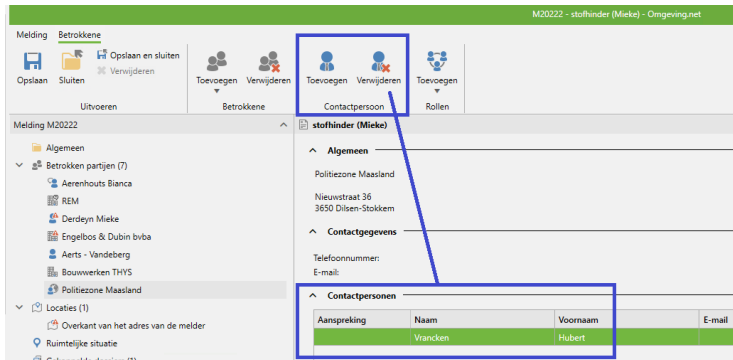 M20222 - stofhinder (Mieke) - Omgeving.net
Melding Betrokkene
Opslaan
Sluiten
Opslaan en sluiten
Verwijderen
Uitvoeren
Toevoegen Verwijderen
Betrokkene
Toevoegen Verwijderen
Contactpersoon
Toevoegen
Rollen
Melding M20222
Algemeen
Betrokken partijen (7)
Aerenhouts Bianca
REM
Derdeyn Mieke
Engelbos & Dubin bvba
Aerts - Vandeberg
Bouwwerken THYS
Politiezone Maasland
Locaties (1)
Overkant van het adres van de melder
Ruimtelijke situatie
stofhinder (Mieke)
Algemeen
Politiezone Maasland
Nieuwstraat 36
3650 Dilsen-Stokkem
Contactgegevens
Telefoonnummer:
E-mail:
Contactpersonen
Aanspreking Naam Voornaam E-mail
Vrancken Hubert